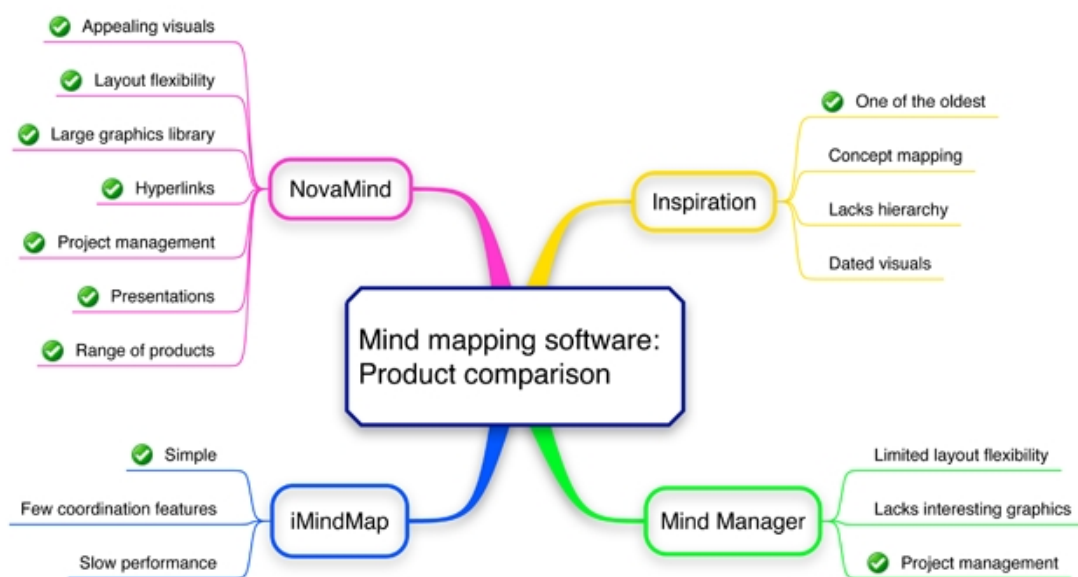 Mind mapping software:
Product comparison
NovaMind
Appealing visuals
Layout flexibility
Large graphics library
Hyperlinks
Project management
Presentations
Range of products
Inspiration
One of the oldest
Concept mapping
Lacks hierarchy
Dated visuals
iMindMap
Simple
Few coordination features
Slow performance
Mind Manager
Limited layout flexibility
Lacks interesting graphics
Project management